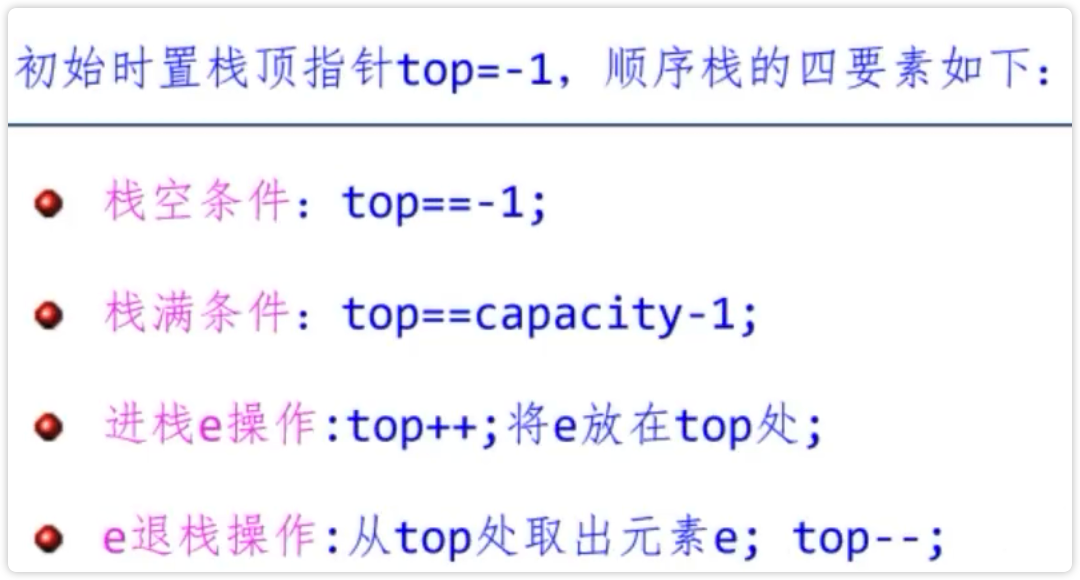 初始时置栈顶指针top=-1，顺序栈的四要素如下：
栈空条件：top==-1;
栈满条件：top==capacity-1;
进栈e操作:top++;将e放在top处;
e退栈操作:从top处取出元素e; top--;